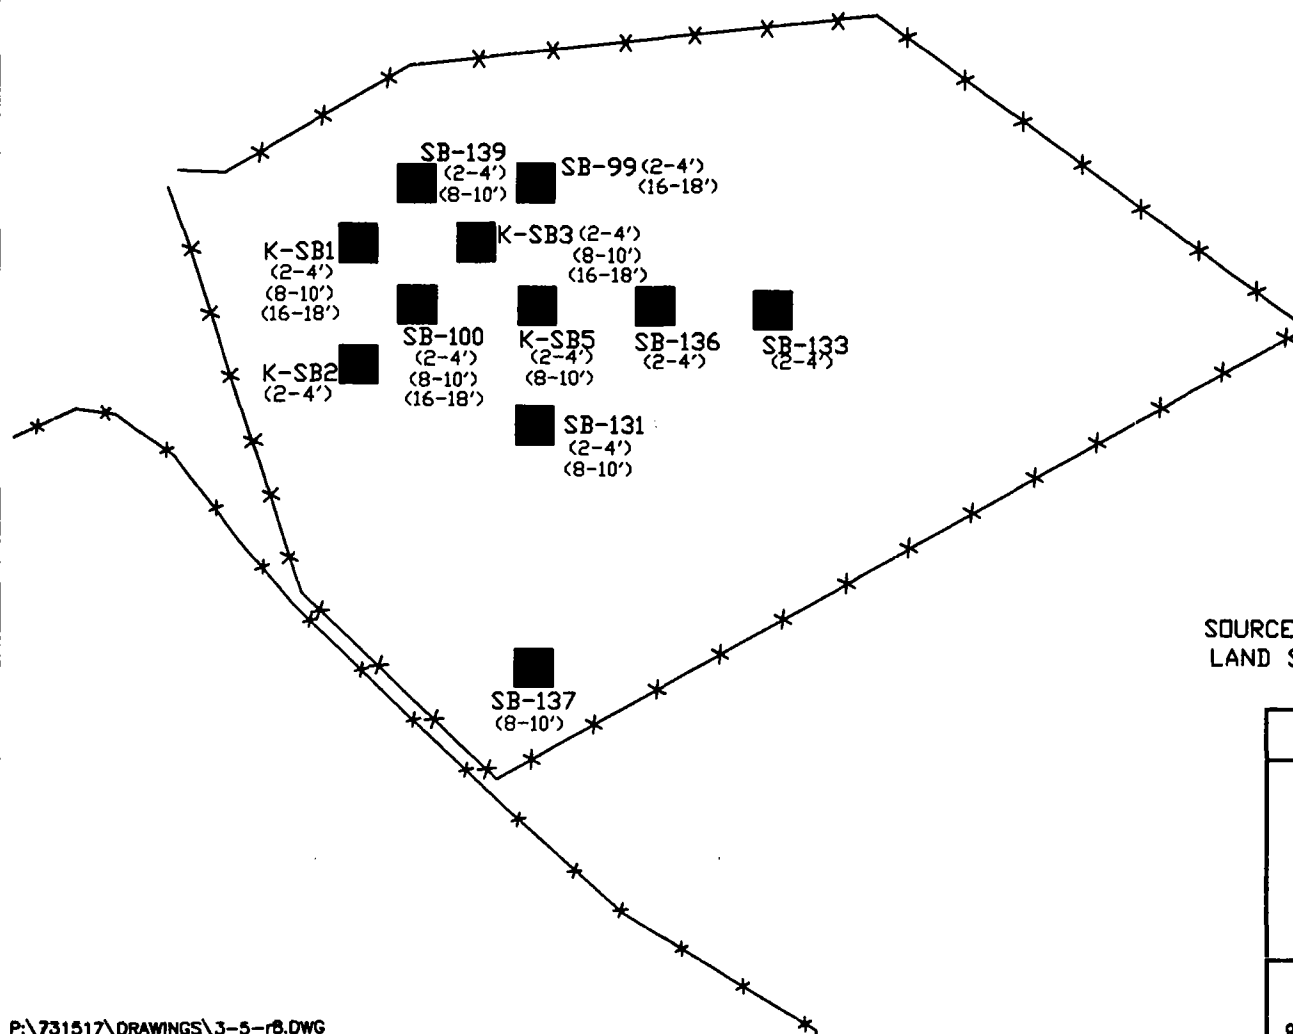 SB-139
(2-4')
(8-10')
SB-99 (2-4')
(16-18')
K-SB1
(2-4')
(8-10')
(16-18')
K-SB3 (2-4')
(8-10')
(16-18')
SB-100
(2-4')
(8-10')
(16-18')
K-SB5
(2-4')
(8-10')
SB-136
(2-4')
SB-133
(2-4')
K-SB2
(2-4')
SB-131
(2-4')
(8-10')
SB-137
(8-10')
SOURCE
LAND S
P:\731517\DRAWINGS\3-5-r8.DWG